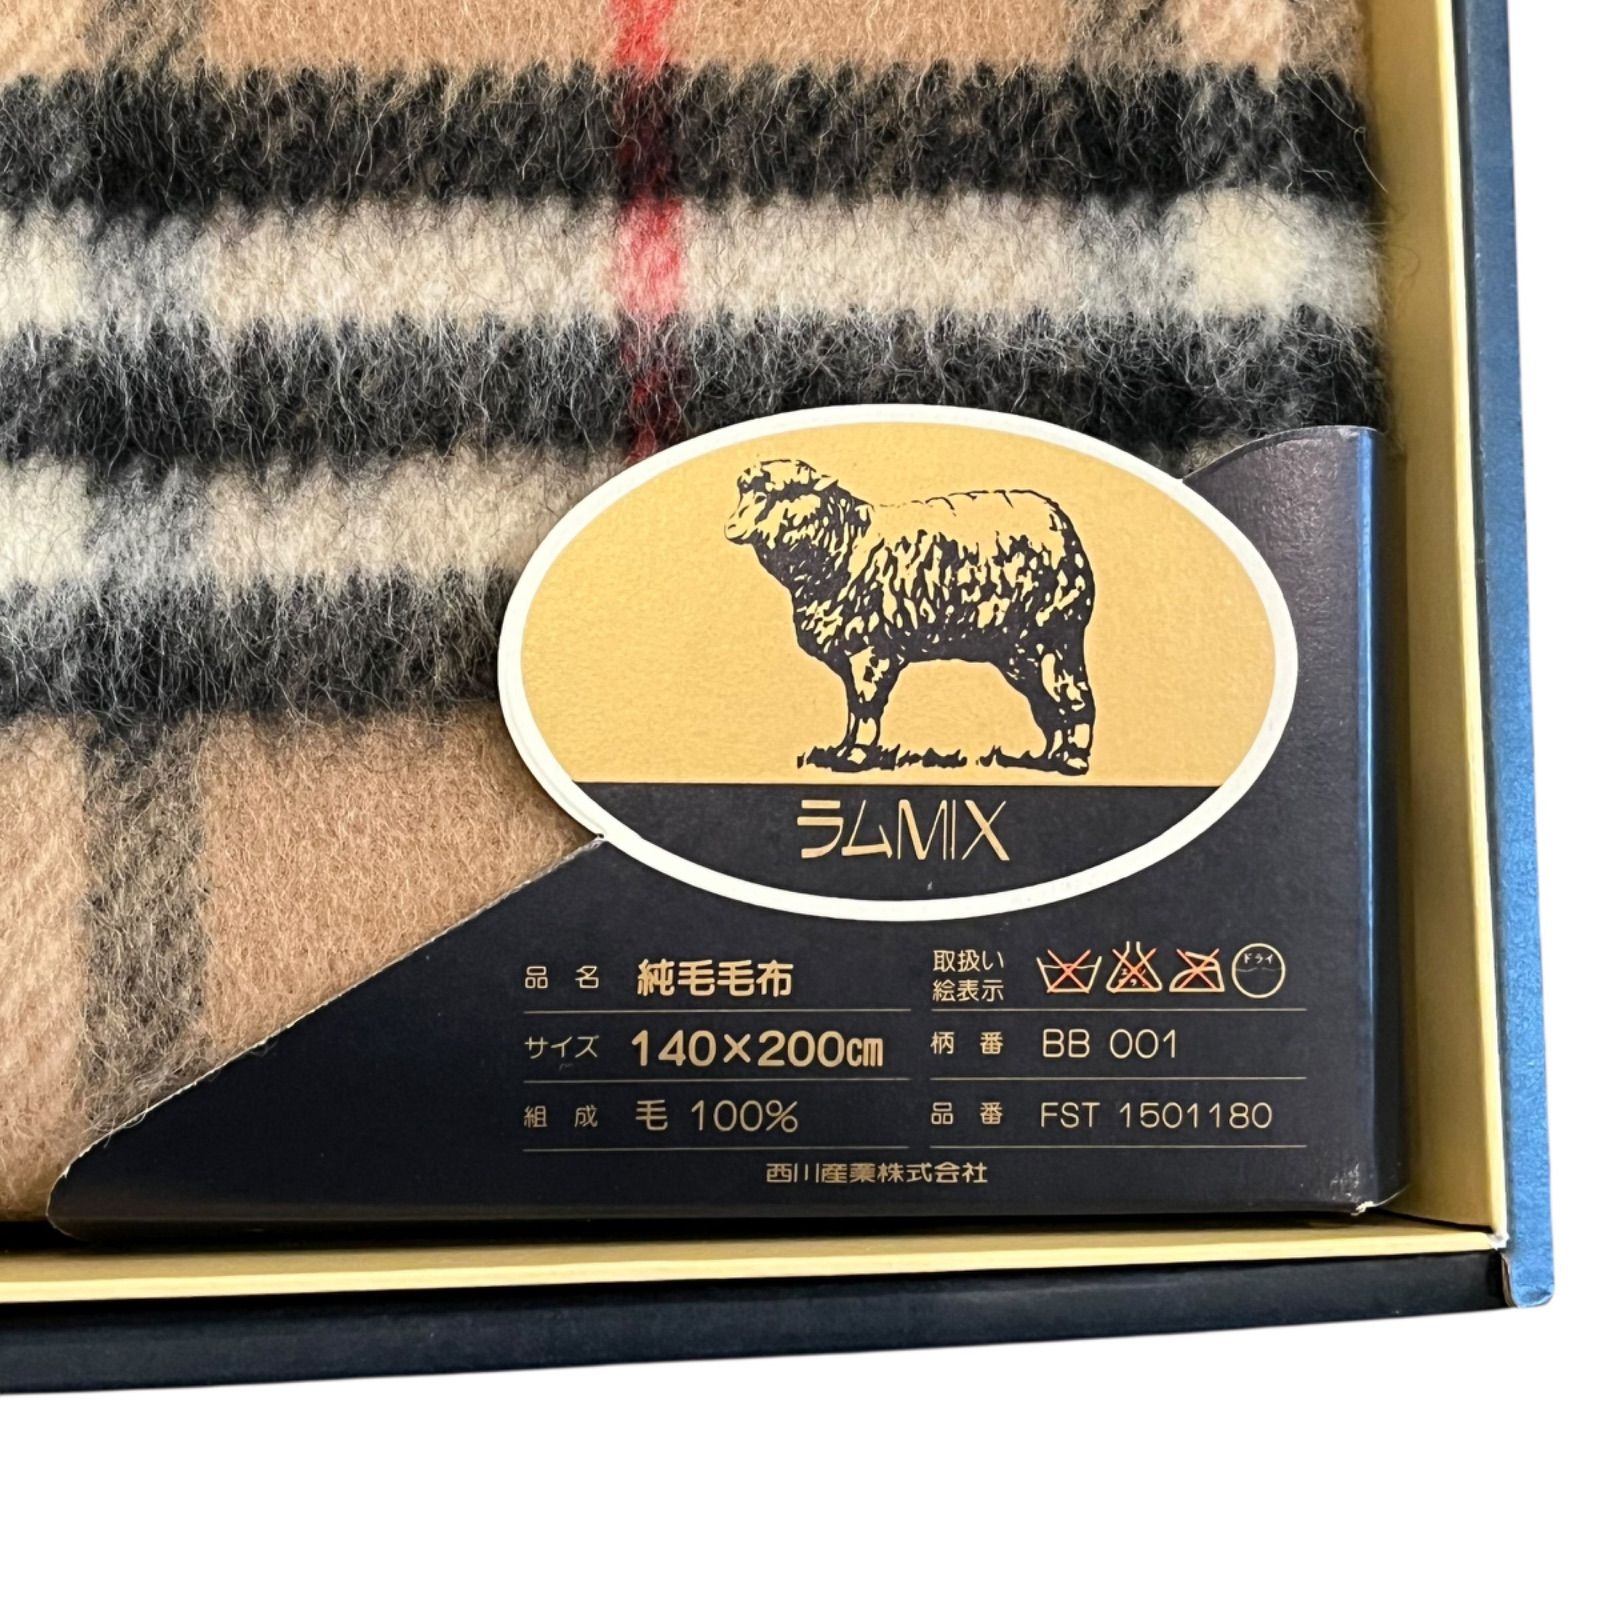 ラムMIX
品名 純毛毛布
サイズ 140×200cm
組成 毛 100%
取扱い
絵表示
ドライ
柄番 BB 001
品番 FST 1501180
西川産業株式会社